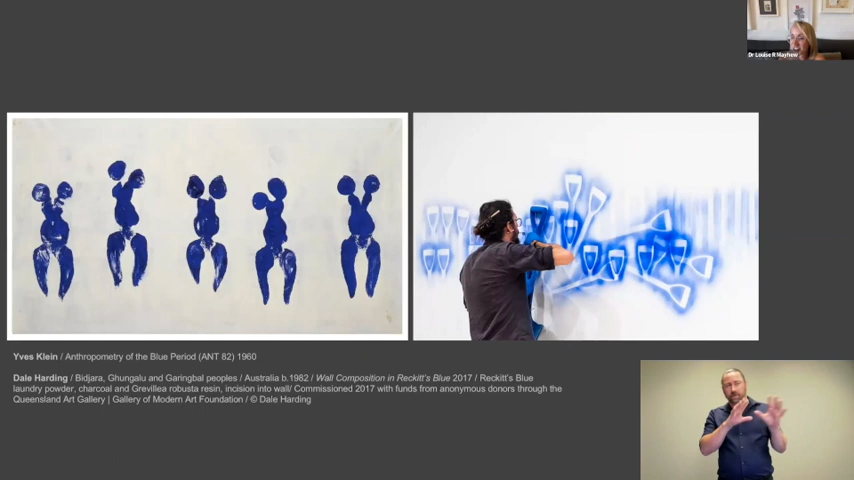 Dr Louise R Mayhew
Yves Klein / Anthropometry of the Blue Period (ANT 82) 1960
Dale Harding / Bidjara, Ghungalu and Garingbal peoples / Australia b.1982 / Wall Composition in Reckitt's Blue 2017 / Reckitt's Blue
laundry powder, charcoal and Grevillea robusta resin, incision into wall/ Commissioned 2017 with funds from anonymous donors through the
Queensland Art Gallery | Gallery of Modern Art Foundation / © Dale Harding